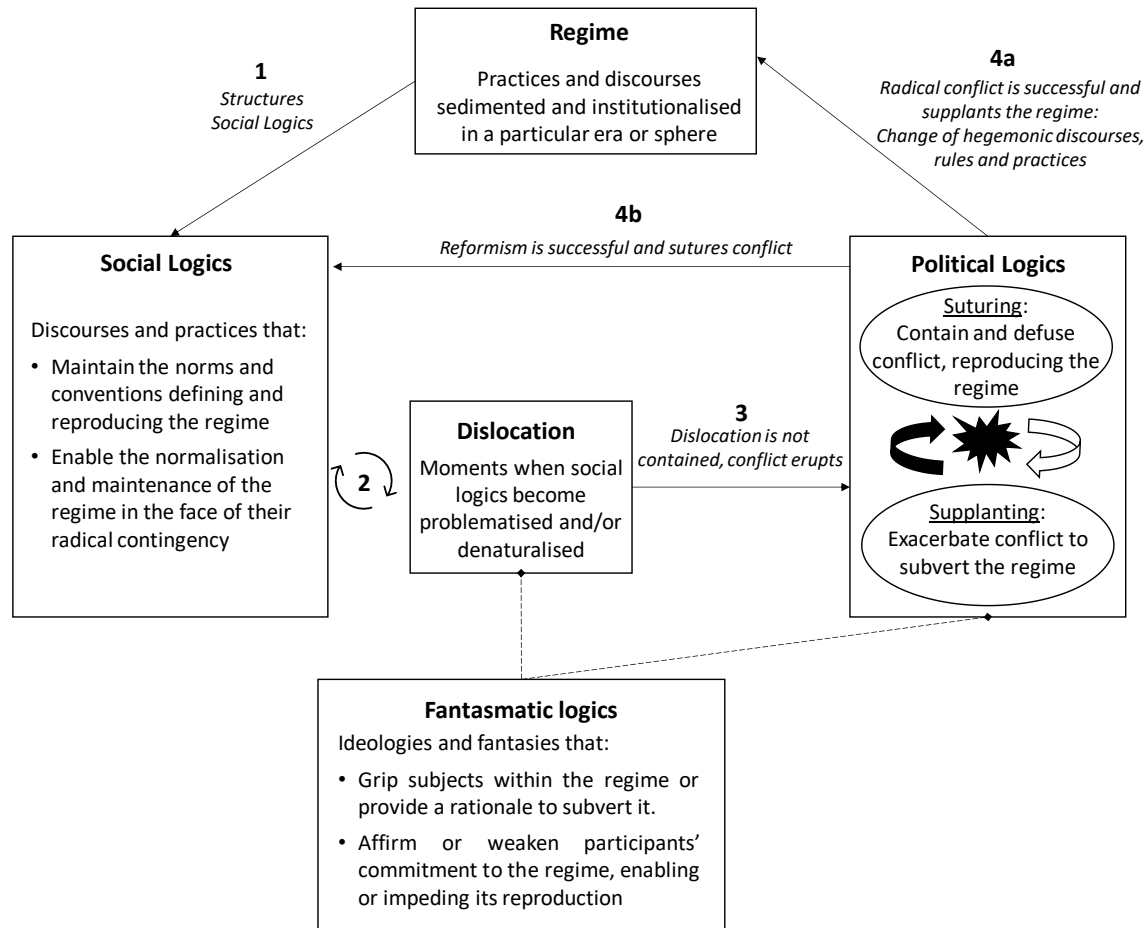 Regime
Practices and discourses
sedimented and institutionalised
in a particular era or sphere
1
Structures
Social Logics
4a
Radical conflict is successful and
supplants the regime:
Change of hegemonic discourses,
rules and practices
4b
Reformism is successful and sutures conflict
Social Logics
Discourses and practices that:
• Maintain the norms and
conventions defining and
reproducing the regime
• Enable the normalisation
and maintenance of the
regime in the face of their
radical contingency
2
Dislocation
Moments when social
logics become
problematised and/or
denaturalised
3
Dislocation is not
contained, conflict erupts
Political Logics
Suturing:
Contain and defuse
conflict, reproducing the
regime
Supplanting:
Exacerbate conflict to
subvert the regime
Fantasmatic logics
Ideologies and fantasies that:
• Grip subjects within the regime or
provide a rationale to subvert it.
• Affirm or weaken participants’
commitment to the regime, enabling
or impeding its reproduction